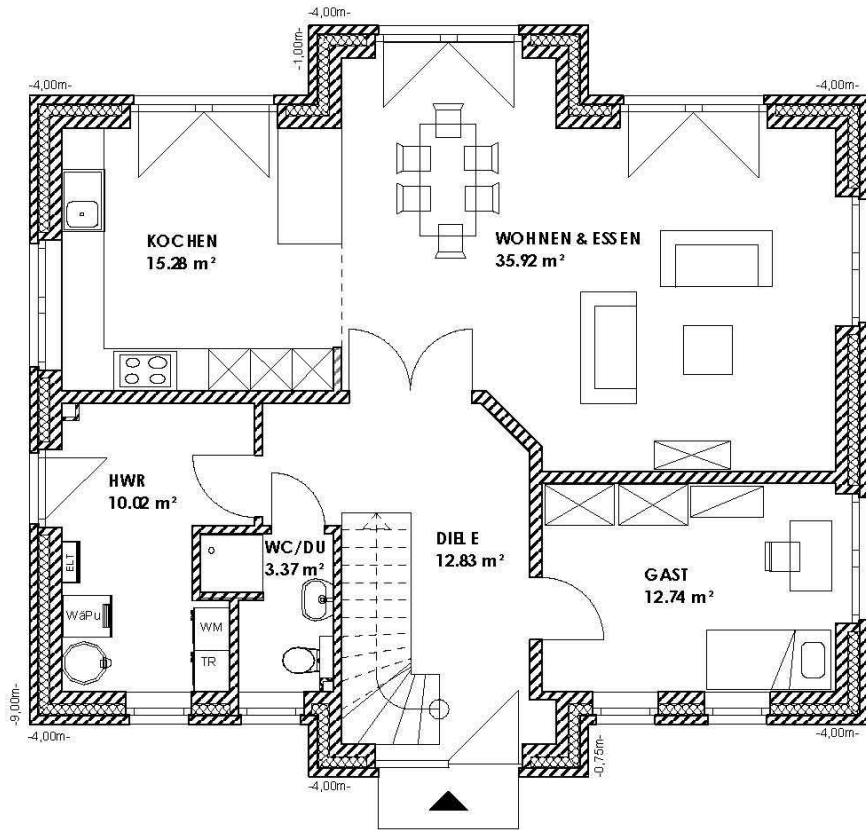 -4,00m-
-1,00m-
-4,00m-
-4,00m-
KOCHEN
15.28 m²
WOHNEN & ESSEN
35.92 m²
HWR
10.02 m²
WC/DU
3.37 m²
DIELE
12.83 m²
GAST
12.74 m²
ELT
WäPu
WM
TR
-9,00m-
-4,00m-
-4,00m-
-0,75m-
-4,00m-